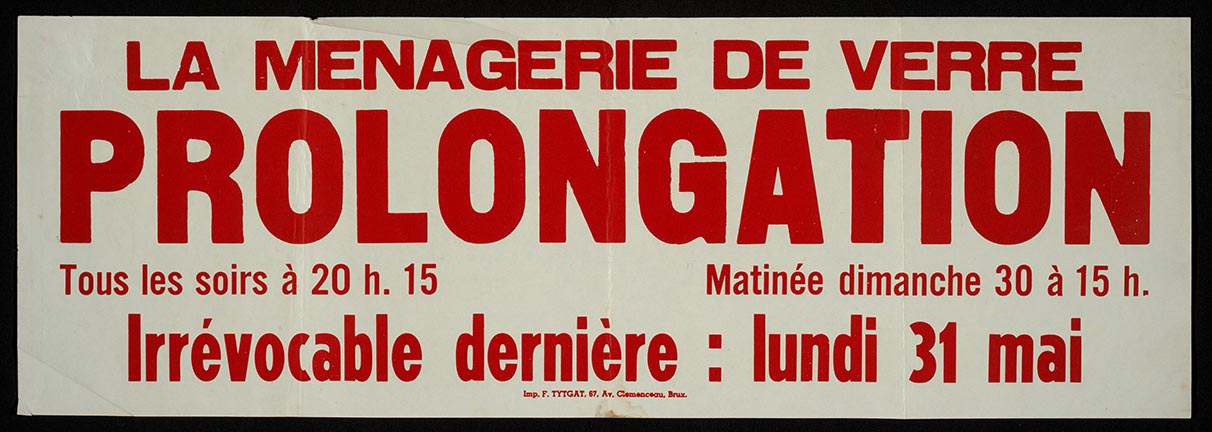 LA MENAGERIE DE VERRE
PROLONGATION
Tous les soirs à 20 h. 15 Matinée dimanche 30 à 15 h.
Irrévocable dernière : lundi 31 mai
Imp. F. TYTGAT, 67, Av. Clemenceau, Brux.